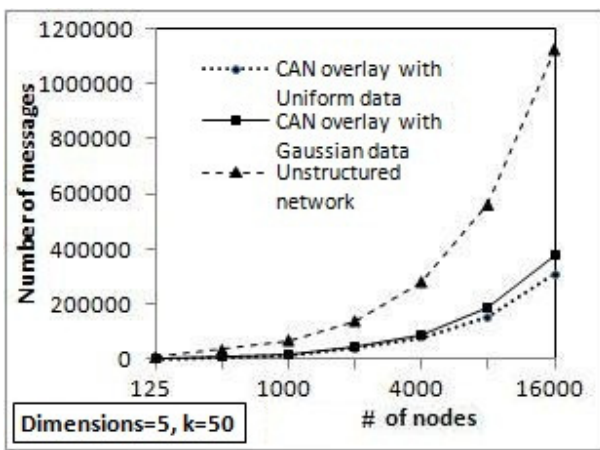 1200000
1000000
800000
600000
400000
200000
0
Number of messages
CAN overlay with
Uniform data
CAN overlay with
Gaussian data
Unstructured
network
125
1000
4000
16000
# of nodes
Dimensions=5, k=50